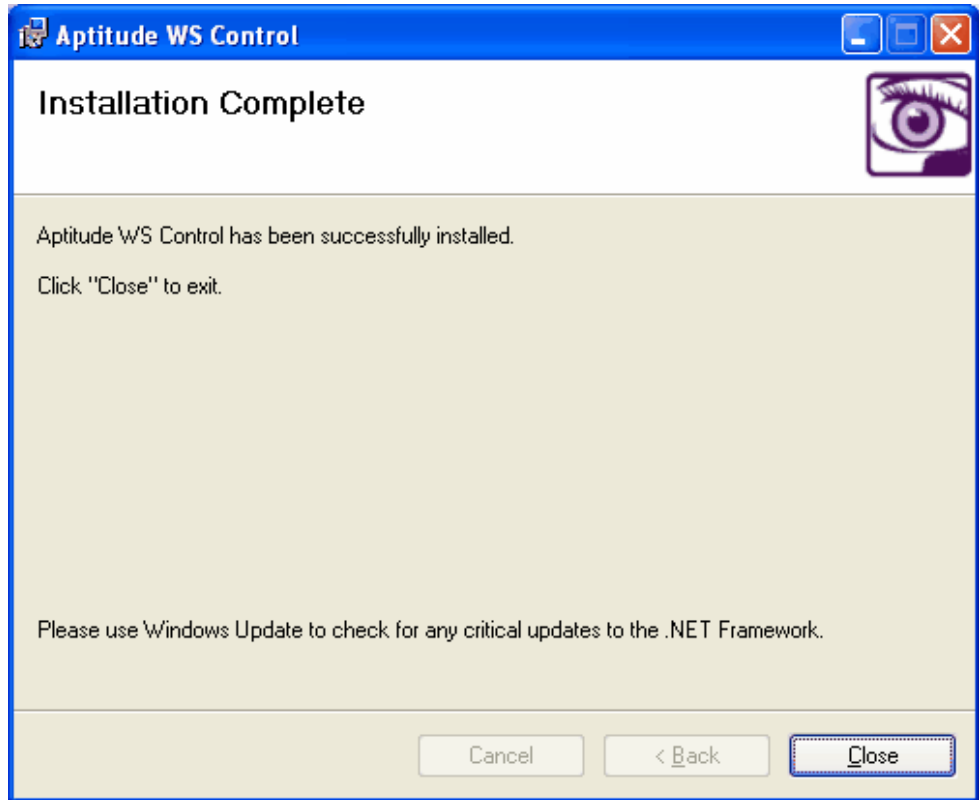 Aptitude WS Control
Installation Complete
Aptitude WS Control has been successfully installed.
Click "Close" to exit.
Please use Windows Update to check for any critical updates to the .NET Framework.
Cancel
< Back
Close